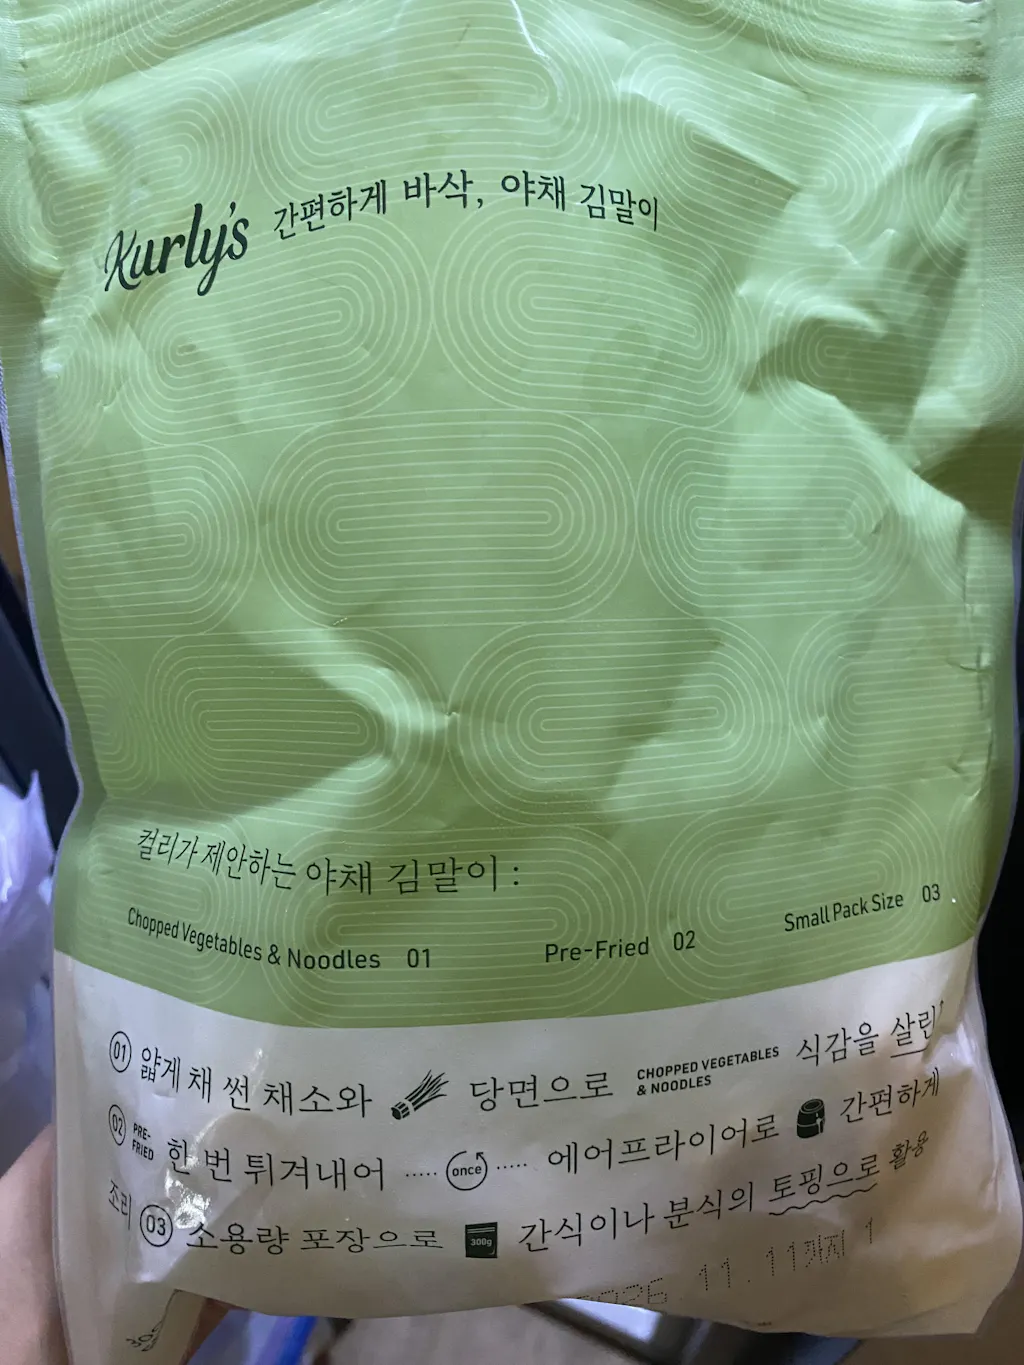 Kurly's 간편하게 바삭, 야채 김말이
컬리가 제안하는 야채 김말이 :
Chopped Vegetables & Noodles 01 Pre-Fried 02 Small Pack Size 03
01 얇게 채 썬 채소와 당면으로 CHOPPED VEGETABLES & NOODLES 식감을 살린
02 PRE-FRIED 한 번 튀겨내어 ..... once ..... 에어프라이어로 간편하게
조리 03 소용량 포장으로 300g 간식이나 분식의 토핑으로 활용
2026. 11. 11까지 1